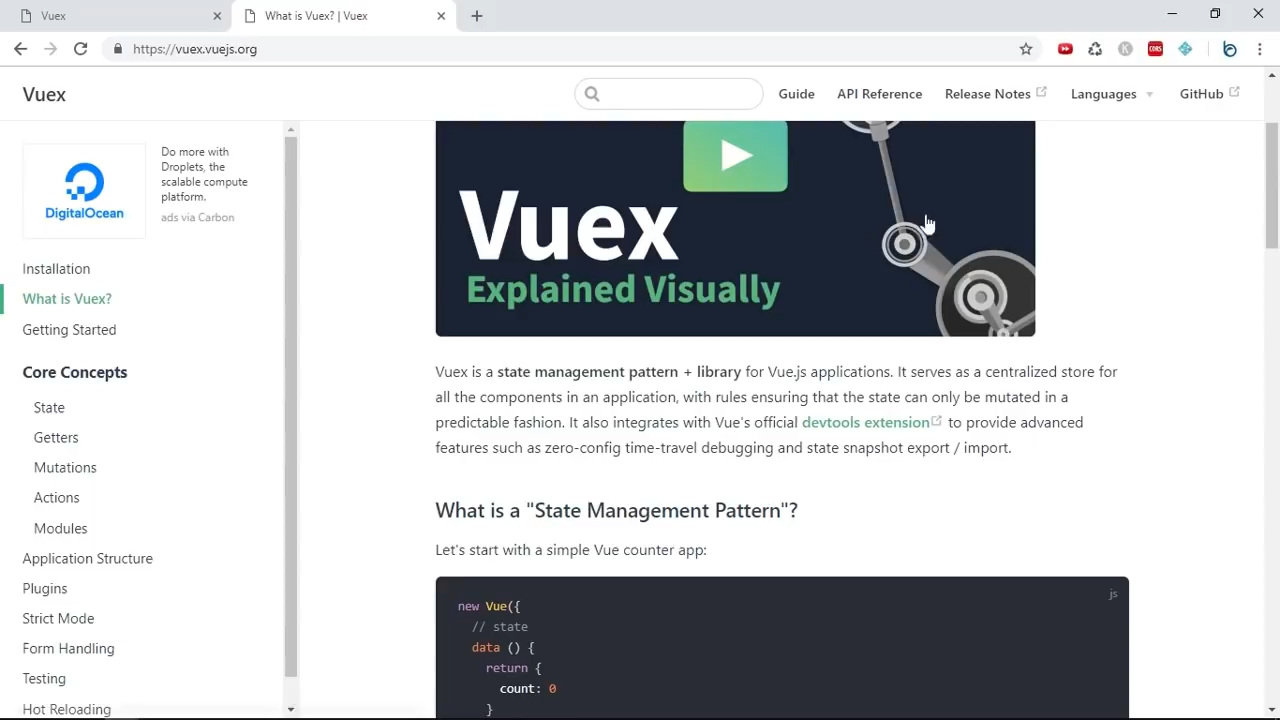 Vuex
What is Vuex? | Vuex
https://vuex.vuejs.org
CORS
Vuex
Guide
API Reference
Release Notes
Languages
GitHub
Do more with
Droplets, the
scalable compute
platform.
ads via Carbon
DigitalOcean
Installation
What is Vuex?
Getting Started
Core Concepts
State
Getters
Mutations
Actions
Modules
Application Structure
Plugins
Strict Mode
Form Handling
Testing
Hot Reloading
Vuex
Explained Visually
Vuex is a state management pattern + library for Vue.js applications. It serves as a centralized store for
all the components in an application, with rules ensuring that the state can only be mutated in a
predictable fashion. It also integrates with Vue's official devtools extension to provide advanced
features such as zero-config time-travel debugging and state snapshot export / import.
What is a "State Management Pattern"?
Let's start with a simple Vue counter app:
js
new Vue({
// state
data () {
return {
count: 0
}